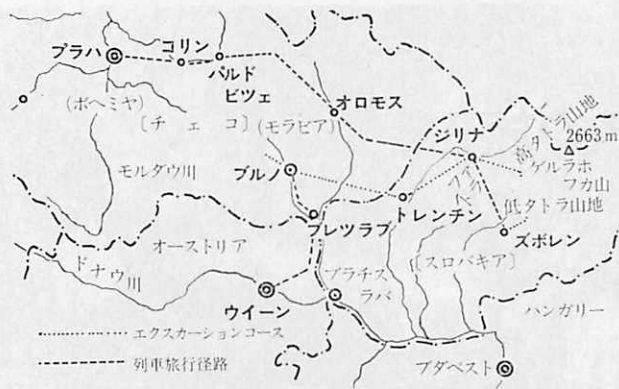 プラハ
コリン
パルド
ビツェ
(ボヘミヤ)
〔チェコ〕
(モラビア)
オロモス
ジリナ
高タトラ山地
2663m
ゲルラホ
フカ山
モルダウ川
ブルノ
トレンチン
低タトラ山地
ブレツラブ
ズボレン
オーストリア
〔スロバキア〕
ドナウ川
ブラチス
ラバ
ウイーン
ハンガリー
エクスカーションコース
列車旅行径路
ブダペスト